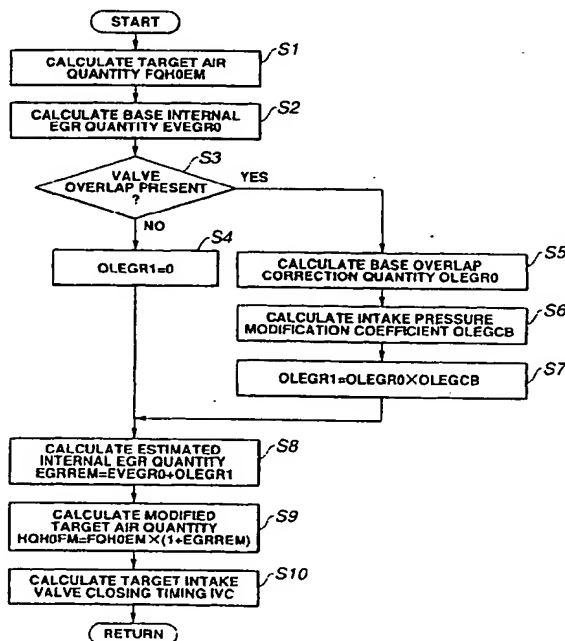 START
S1
CALCULATE TARGET AIR
QUANTITY FQH0EM
S2
CALCULATE BASE INTERNAL
EGR QUANTITY EVEGR0
S3
VALVE
OVERLAP PRESENT
?
YES
NO
S4
OLEGR1=0
S5
CALCULATE BASE OVERLAP
CORRECTION QUANTITY OLEGR0
S6
CALCULATE INTAKE PRESSURE
MODIFICATION COEFFICIENT OLEGCB
S7
OLEGR1=OLEGR0×OLEGCB
S8
CALCULATE ESTIMATED
INTERNAL EGR QUANTITY
EGRREM=EVEGR0+OLEGR1
S9
CALCULATE MODIFIED
TARGET AIR QUANTITY
HQH0FM=FQH0EM×(1+EGRREM)
S10
CALCULATE TARGET INTAKE
VALVE CLOSING TIMING IVC
RETURN